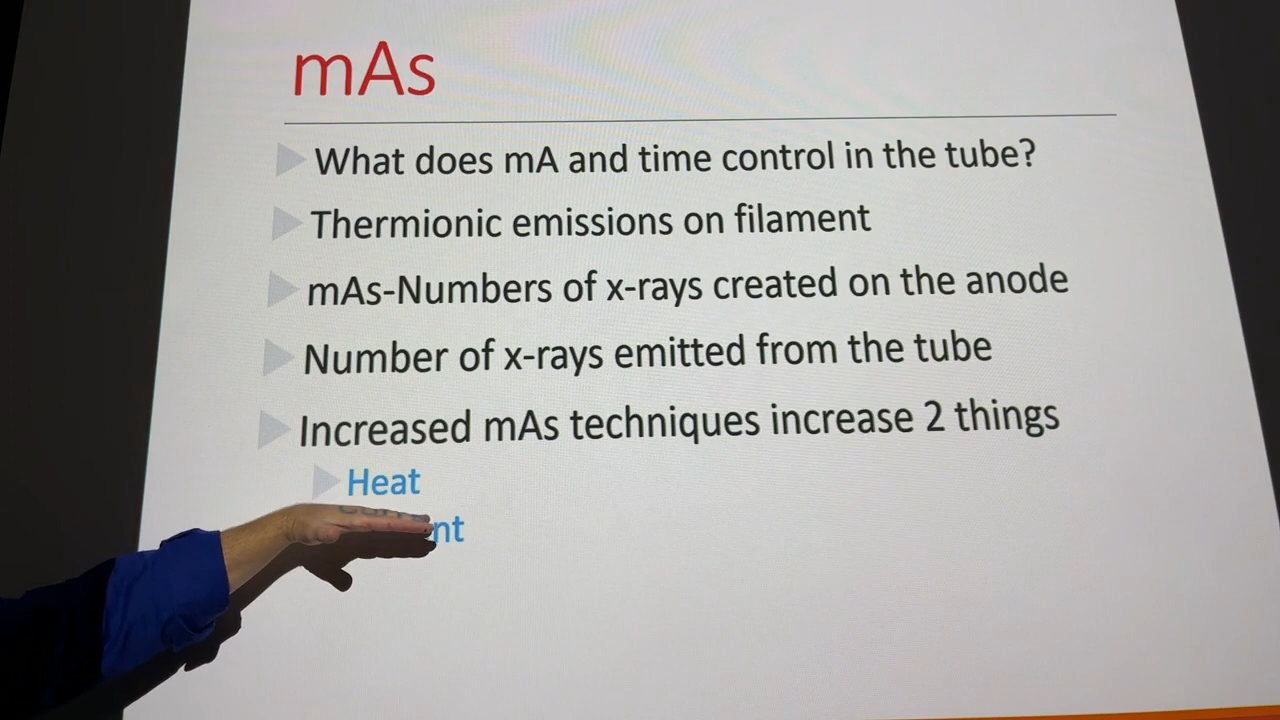 mAs
What does mA and time control in the tube?
Thermionic emissions on filament
mAs-Numbers of x-rays created on the anode
Number of x-rays emitted from the tube
Increased mAs techniques increase 2 things
Heat
Current